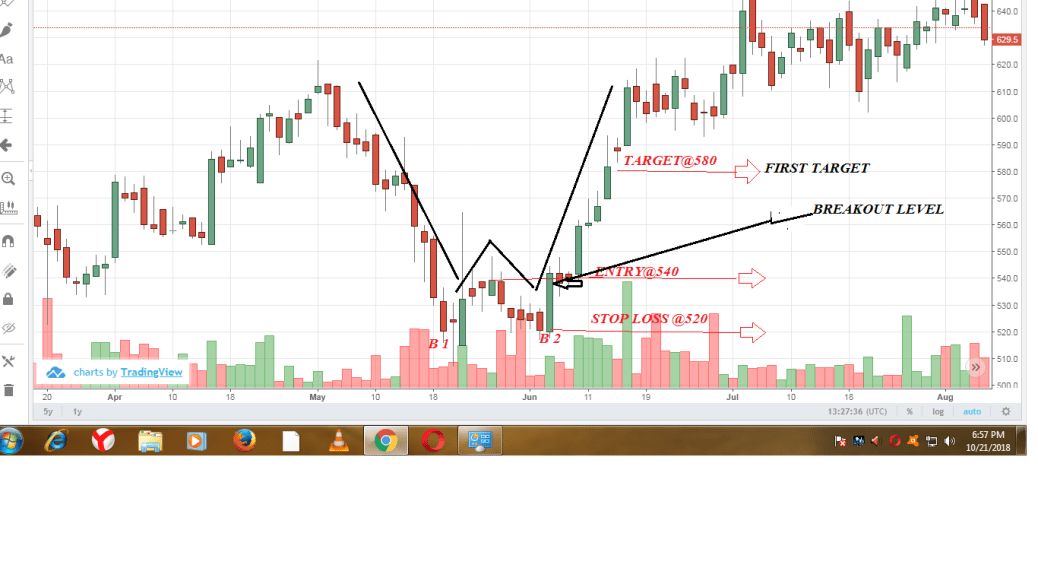 640.0
629.5
620.0
Aa
610.0
600.0
590.0
TARGET@580
FIRST TARGET
580.0
570.0
BREAKOUT LEVEL
560.0
550.0
ENTRY@540
540.0
530.0
STOP LOSS @520
520.0
B 1
B 2
510.0
charts by TradingView
»
500.0
20 Apr 10 18 May 10 18 Jun 11 19 Jul 10 18 Aug
5y 1y 13:27:36 (UTC) % log auto
6:57 PM
10/21/2018